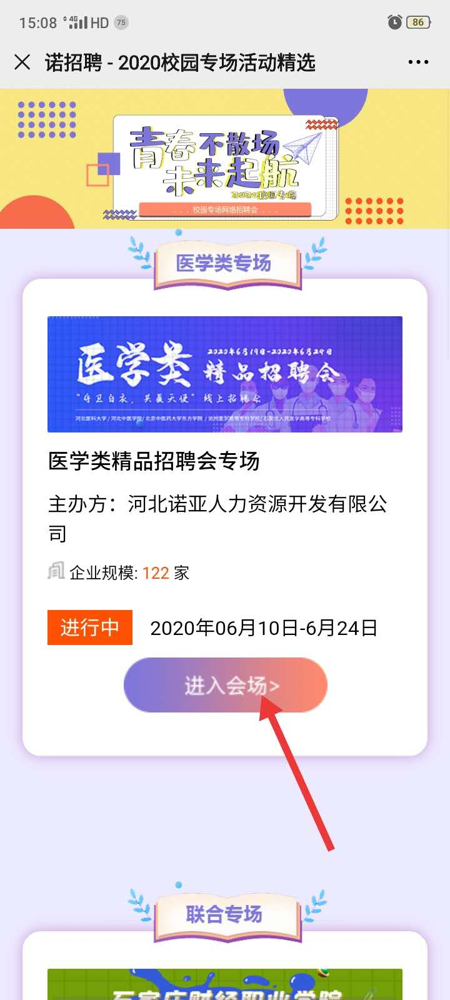 15:08 4G HD 75 86
诺招聘 - 2020校园专场活动精选
青春不散场
未来起航
2020校园专场
....校园专场网络招聘会....
医学类专场
医学类
2020年6月19日-2020年6月29日
精品招聘会
“守卫白衣，共度天使”线上招聘会
河北医科大学/河北中医学院/北京中医药大学东方学院/沧州医学高等专科学校/石家庄人民医学高等专科学校
医学类精品招聘会专场
主办方：河北诺亚人力资源开发有限公
司
企业规模: 122 家
进行中 2020年06月10日-6月24日
进入会场>
联合专场
石家庄财经职业学院